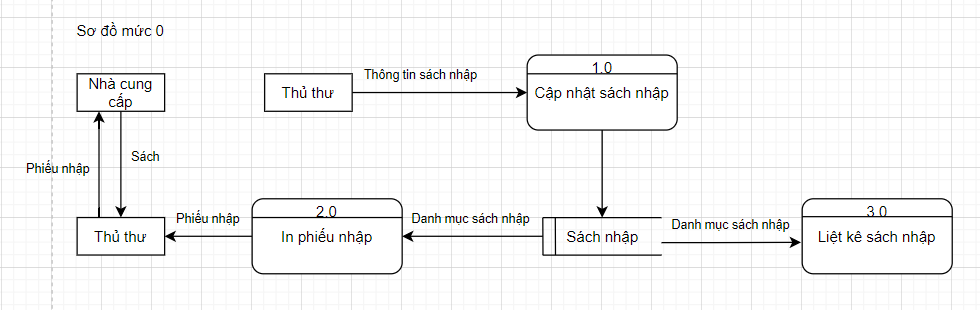 Sơ đồ mức 0
1.0
Thông tin sách nhập
Nhà cung
cấp
Thủ thư
Cập nhật sách nhập
Phiếu nhập
Sách
2.0
3.0
Phiếu nhập
Danh mục sách nhập
Danh mục sách nhập
Thủ thư
In phiếu nhập
Sách nhập
Liệt kê sách nhập